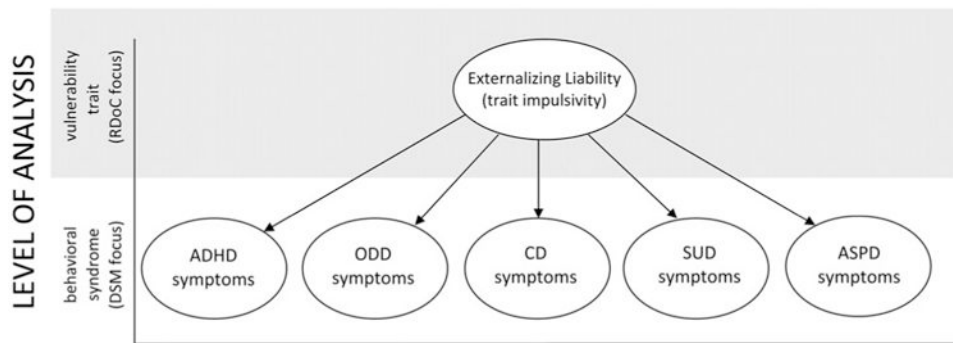 LEVEL OF ANALYSIS
vulnerability
trait
(RDoC focus)
Externalizing Liability
(trait impulsivity)
behavioral
syndrome
(DSM focus)
ADHD
symptoms
ODD
symptoms
CD
symptoms
SUD
symptoms
ASPD
symptoms